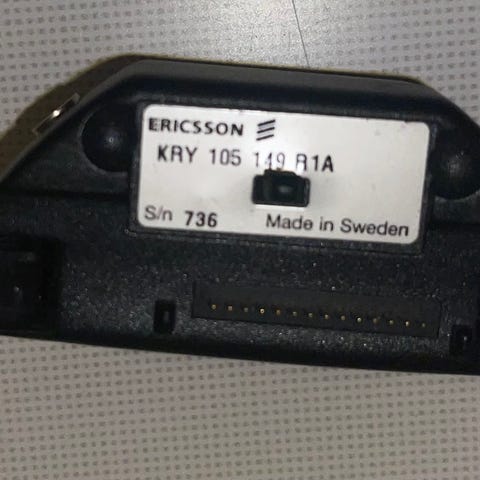 ERICSSON
KRY 105 149 R1A
S/n 736 Made in Sweden